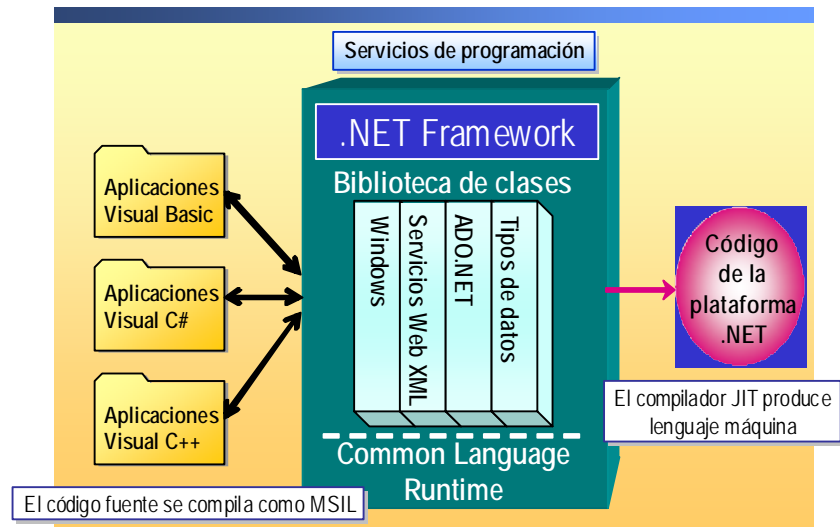 Servicios de programación
.NET Framework
Biblioteca de clases
Windows
Servicios Web XML
ADO.NET
Tipos de datos
Common Language
Runtime
Aplicaciones
Visual Basic
Aplicaciones
Visual C#
Aplicaciones
Visual C++
Código
de la
plataforma
.NET
El compilador JIT produce
lenguaje máquina
El código fuente se compila como MSIL